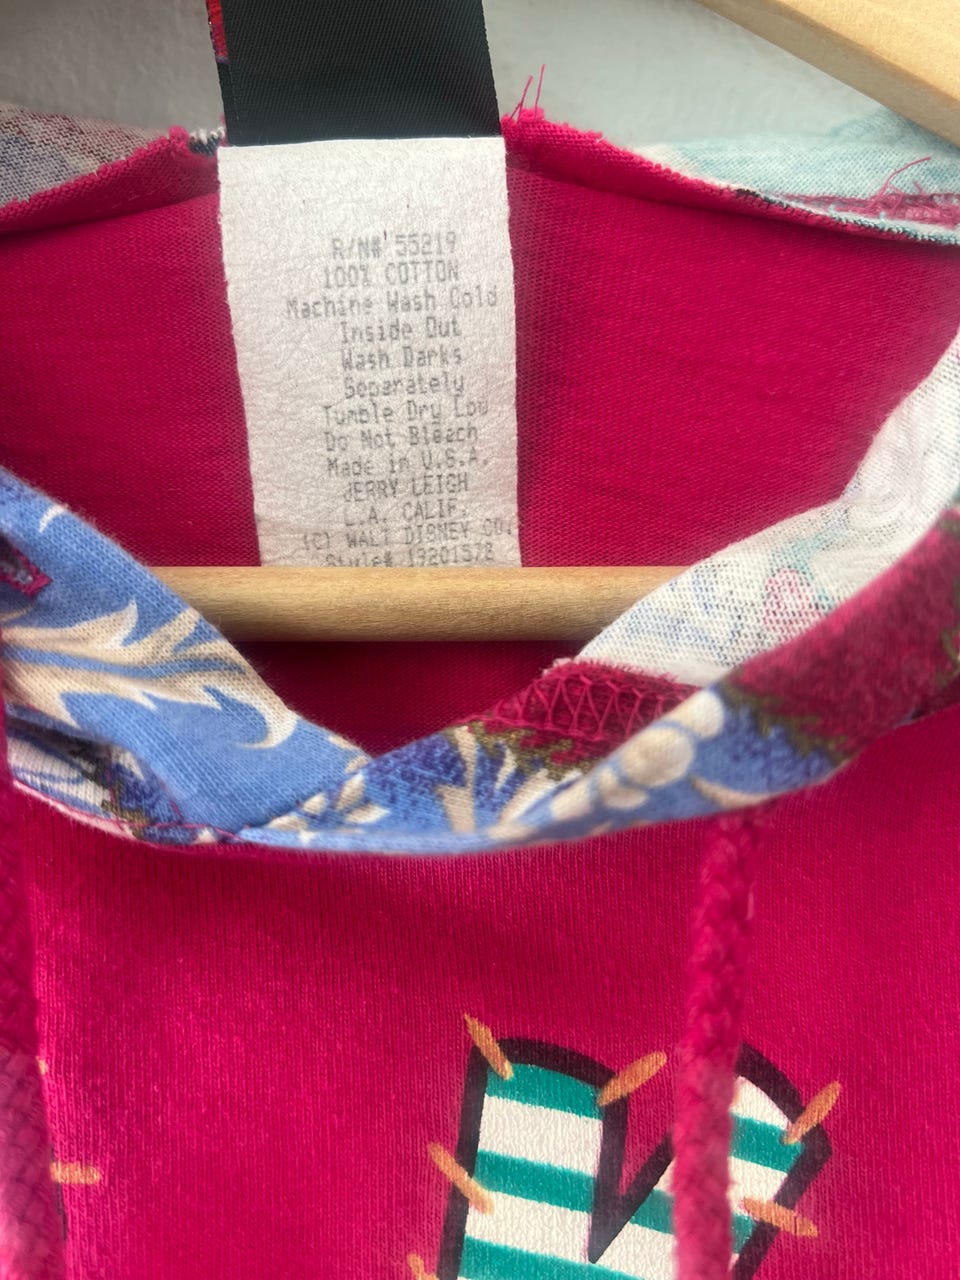 R/N# 55219
100% COTTON
Machine Wash Cold
Inside Out
Wash Darks
Separately
Tumble Dry Low
Do Not Bleach
Made in U.S.A.
JERRY LEIGH
L.A. CALIF.
(C) WALT DISNEY CO.
Style# 13201572
M